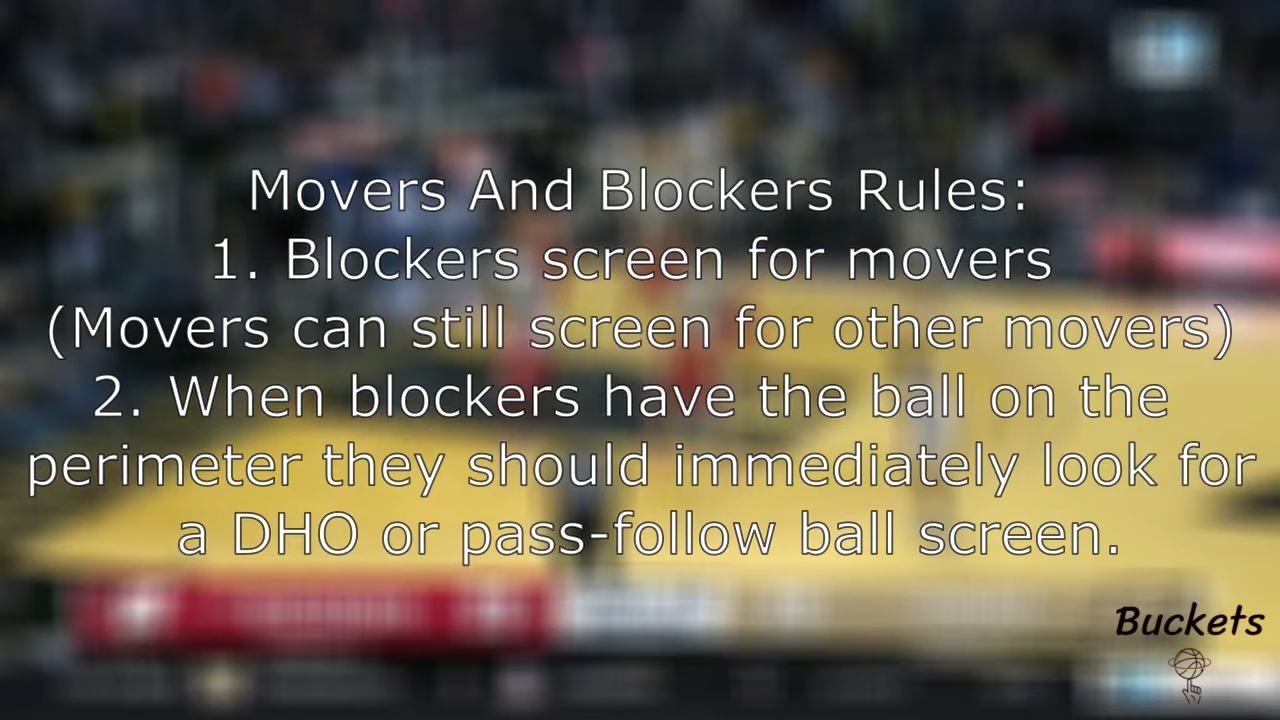 Movers And Blockers Rules:
1. Blockers screen for movers
(Movers can still screen for other movers)
2. When blockers have the ball on the
perimeter they should immediately look for
a DHO or pass-follow ball screen.
Buckets